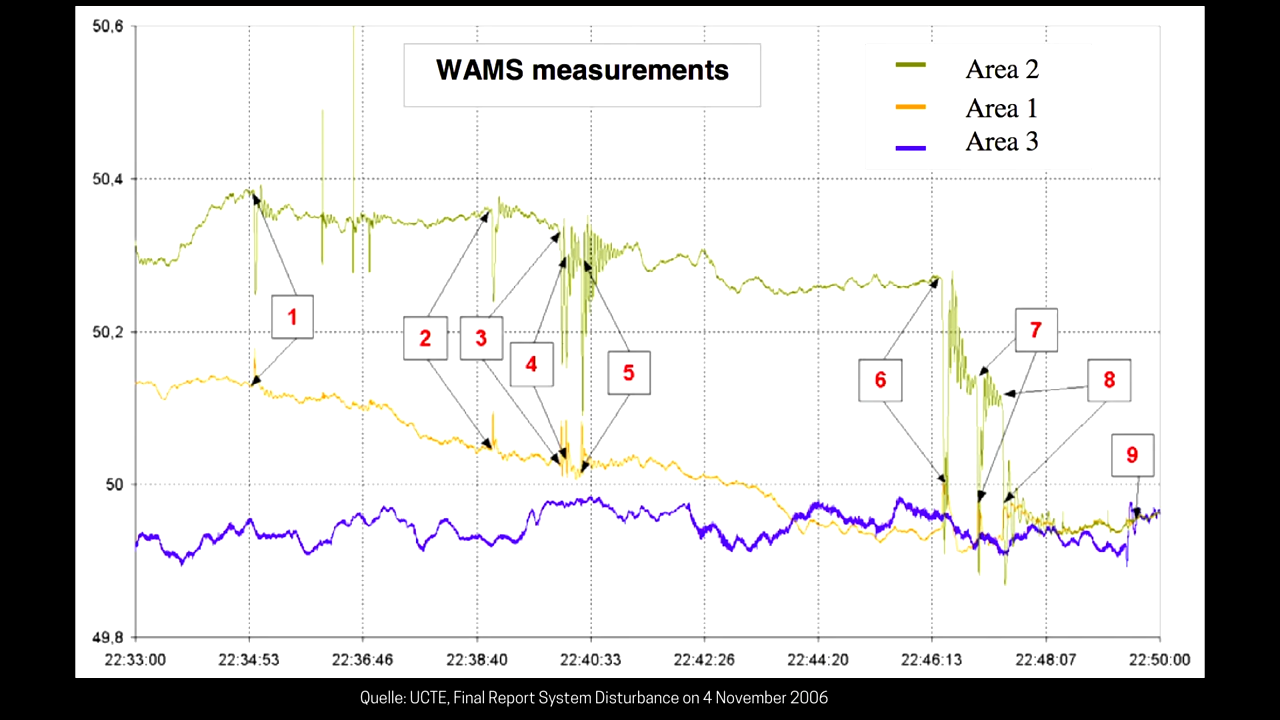 50,6
WAMS measurements
Area 2
Area 1
Area 3
50,4
1
2
3
4
5
50,2
6
7
8
9
50
49,8
22:33:00 22:34:53 22:36:46 22:38:40 22:40:33 22:42:26 22:44:20 22:46:13 22:48:07 22:50:00
Quelle: UCTE, Final Report System Disturbance on 4 November 2006